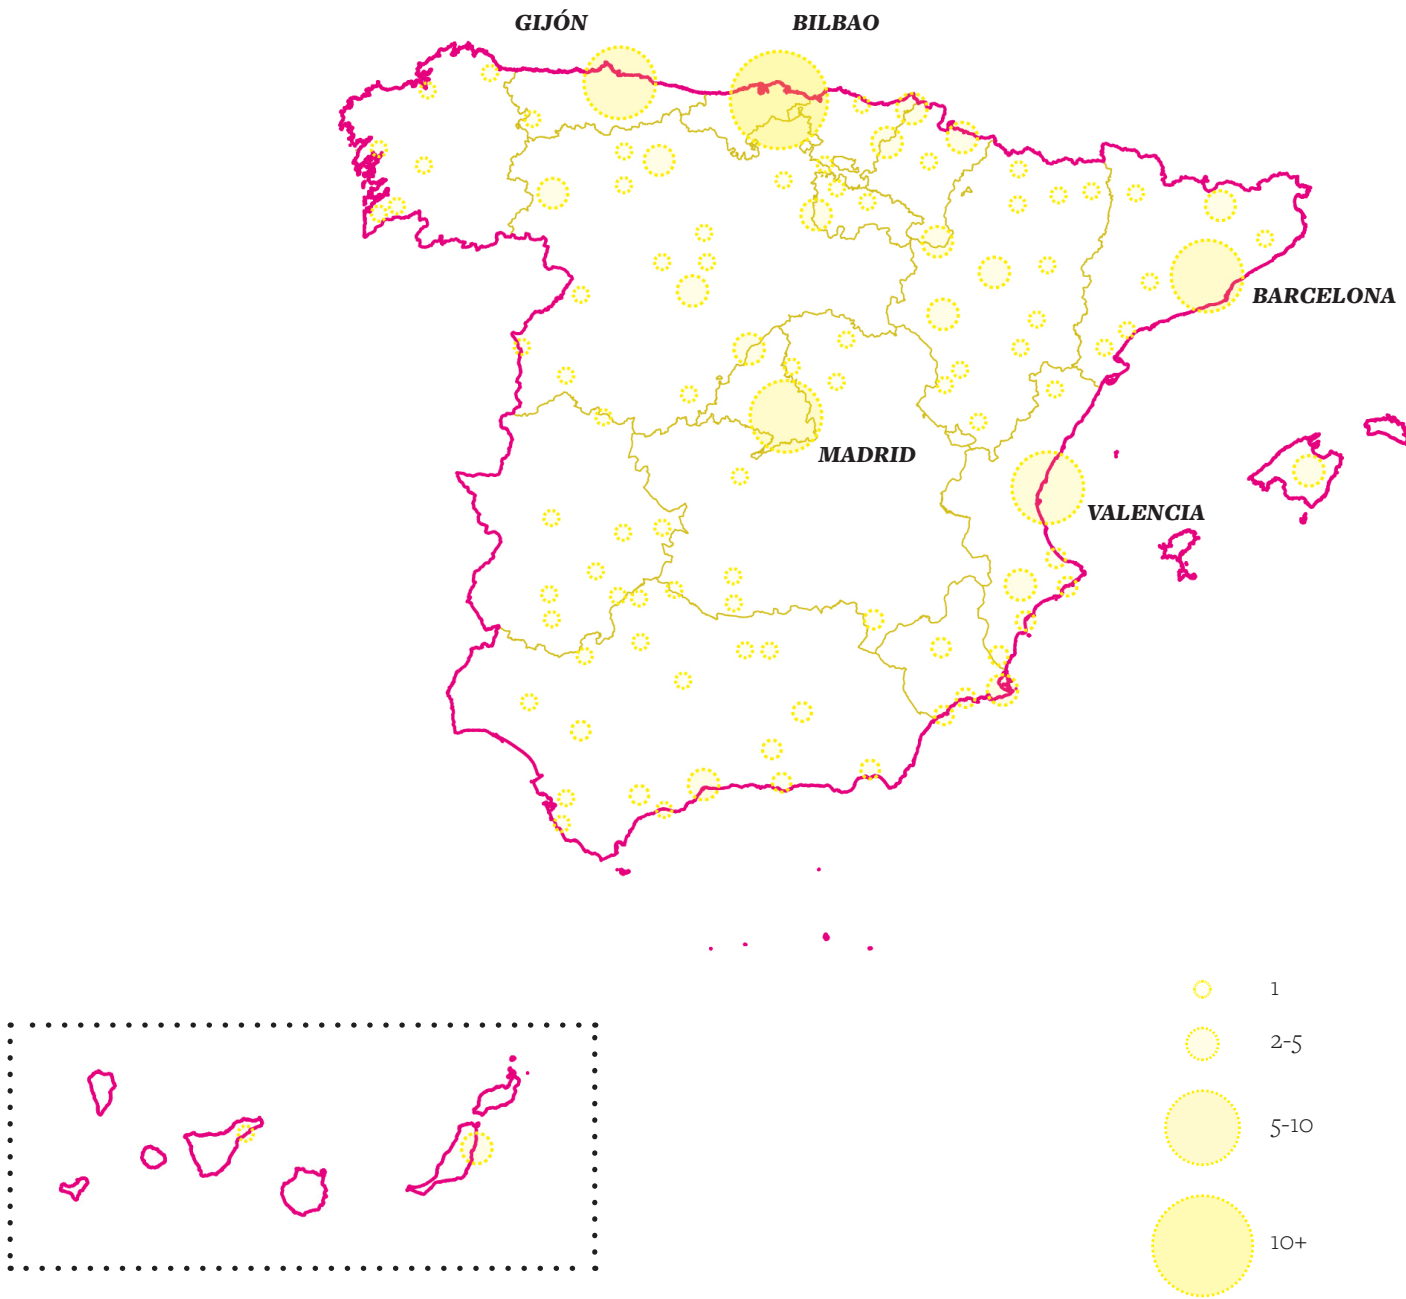 GIJÓN
BILBAO
BARCELONA
MADRID
VALENCIA
1
2-5
5-10
10+